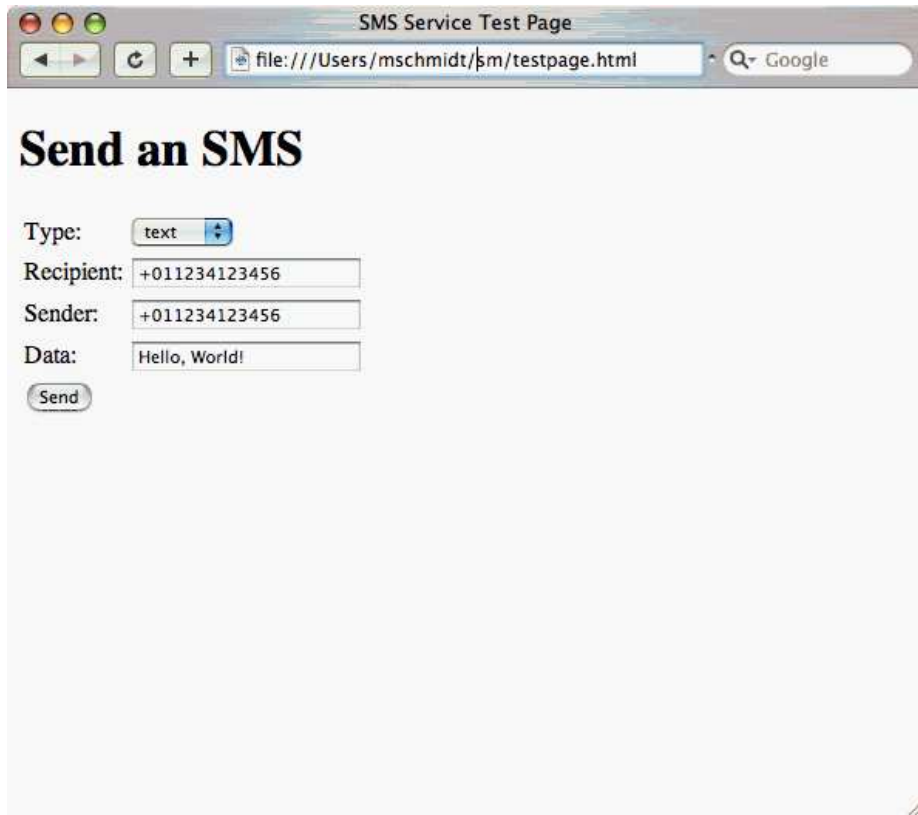 SMS Service Test Page
file:///Users/mschmidt/sm/testpage.html
Google
Send an SMS
Type: text
Recipient: +011234123456
Sender: +011234123456
Data: Hello, World!
Send